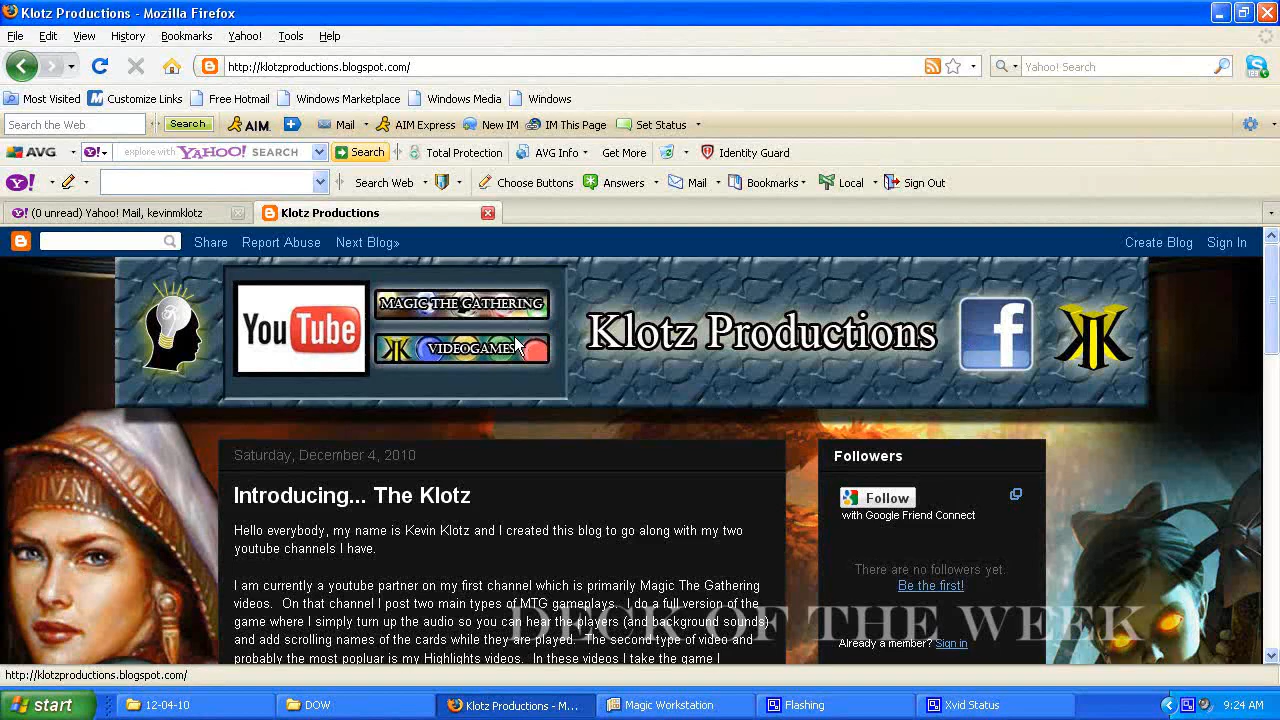 Klotz Productions - Mozilla Firefox
File Edit View History Bookmarks Yahoo! Tools Help
http://klotzproductions.blogspot.com/ Yahoo! Search
Most Visited Customize Links Free Hotmail Windows Marketplace Windows Media Windows
Search the Web Search AIM Mail AIM Express New IM IM This Page Set Status
AVG Y! explore with YAHOO! SEARCH Search Total Protection AVG Info Get More Identity Guard
Y! Search Web Choose Buttons Answers Mail Bookmarks Local Sign Out
(0 unread) Yahoo! Mail, kevinmklotz Klotz Productions
Share Report Abuse Next Blog» Create Blog Sign In
MAGIC THE GATHERING
YouTube Klotz Productions f
VIDEOGAMES
Saturday, December 4, 2010
Introducing... The Klotz
Hello everybody, my name is Kevin Klotz and I created this blog to go along with my two
youtube channels I have.
I am currently a youtube partner on my first channel which is primarily Magic The Gathering
videos. On that channel I post two main types of MTG gameplays. I do a full version of the
game where I simply turn up the audio so you can hear the players (and background sounds)
and add scrolling names of the cards while they are played. The second type of video and
probably the most popluar is my Highlights videos. In these videos I take the game I
Followers
Follow
with Google Friend Connect
There are no followers yet.
Be the first!
Already a member? Sign in
OF THE WEEK
http://klotzproductions.blogspot.com/
start 12-04-10 DOW Klotz Productions - M... Magic Workstation Flashing Xvid Status 9:24 AM